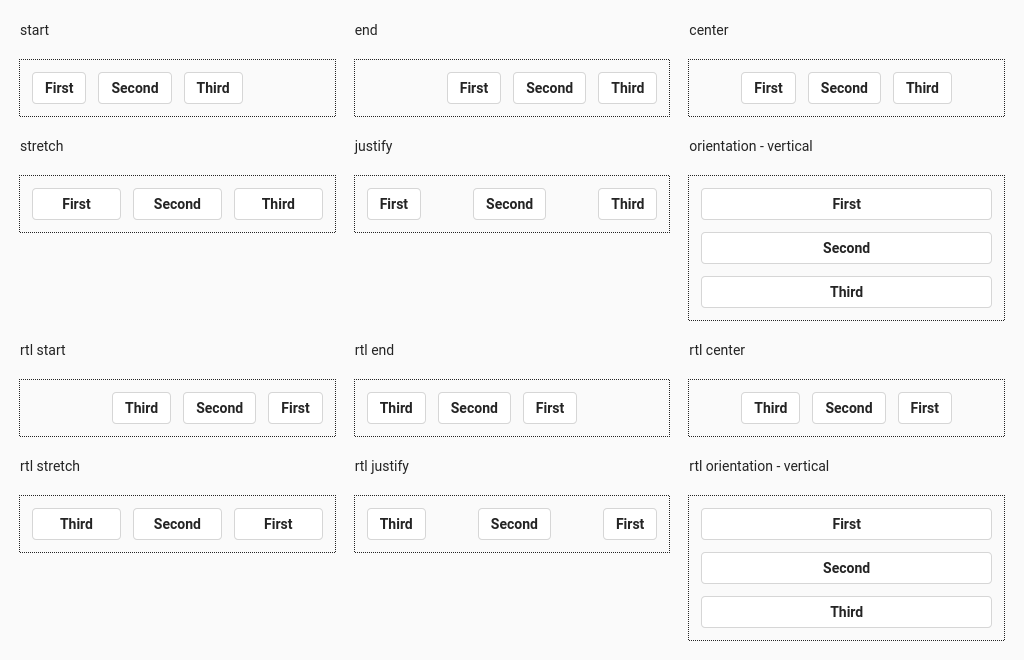 start end center
First Second Third First Second Third First Second Third
stretch justify orientation - vertical
First Second Third First Second Third First
Second
Third
rtl start rtl end rtl center
Third Second First Third Second First Third Second First
rtl stretch rtl justify rtl orientation - vertical
Third Second First Third Second First First
Second
Third